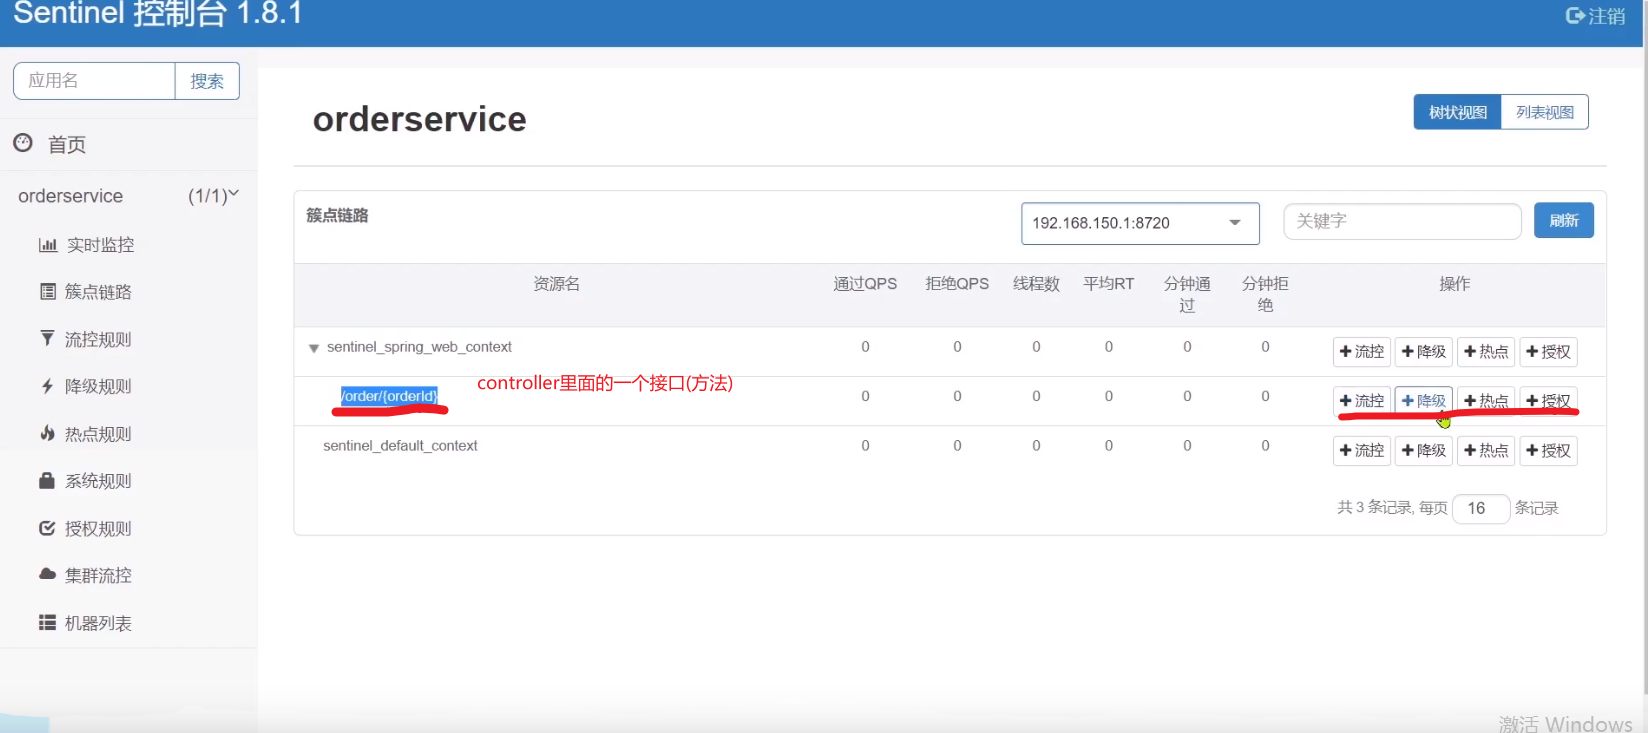 Sentinel 控制台 1.8.1
注销
应用名
搜索
首页
orderservice (1/1)
实时监控
簇点链路
流控规则
降级规则
热点规则
系统规则
授权规则
集群流控
机器列表
orderservice
树状视图 列表视图
簇点链路
192.168.150.1:8720
关键字
刷新
资源名 通过QPS 拒绝QPS 线程数 平均RT 分钟通过 分钟拒绝 操作
sentinel_spring_web_context 0 0 0 0 0 0 +流控 +降级 +热点 +授权
controller里面的一个接口(方法)
/order/{orderId} 0 0 0 0 0 0 +流控 +降级 +热点 +授权
sentinel_default_context 0 0 0 0 0 0 +流控 +降级 +热点 +授权
共 3 条记录, 每页 16 条记录
激活 Windows